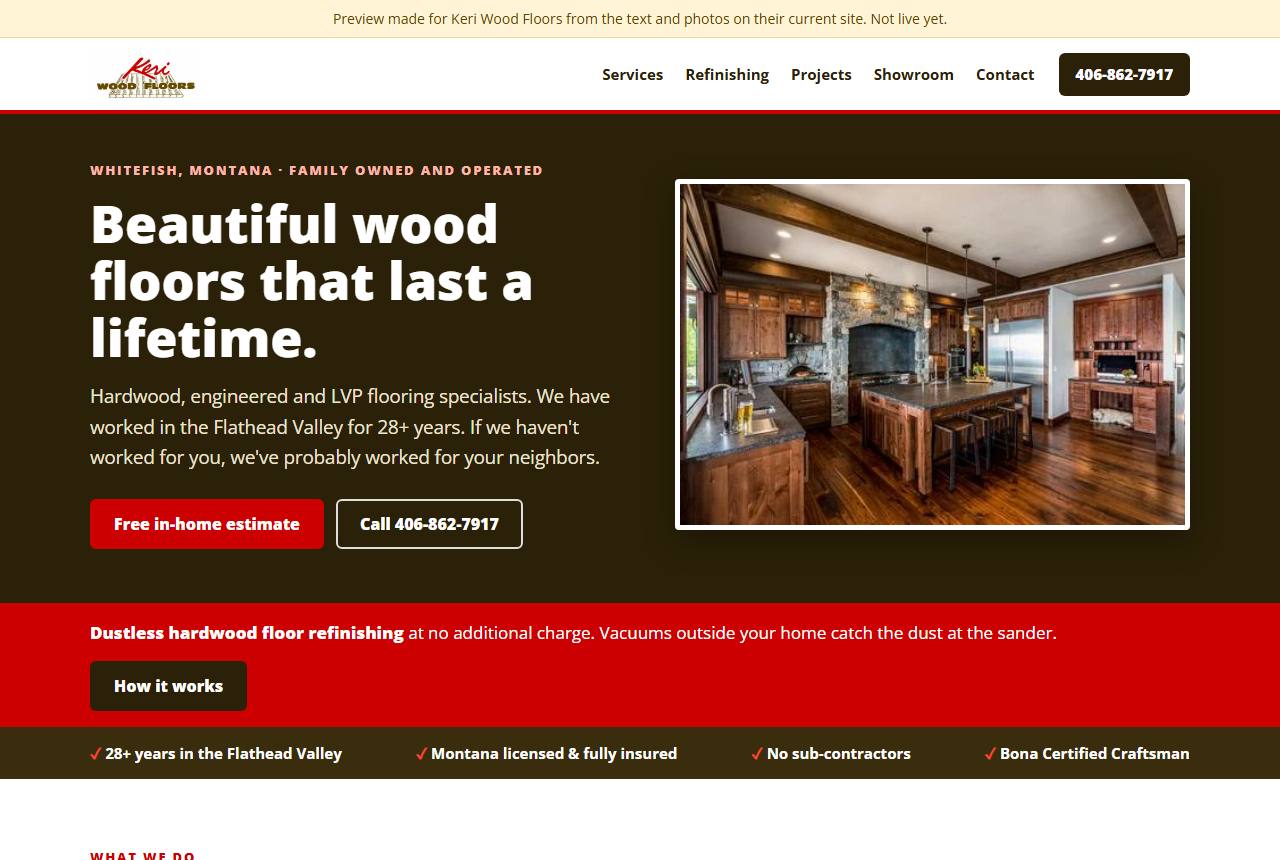 Preview made for Keri Wood Floors from the text and photos on their current site. Not live yet.
Keri
WOOD FLOORS
Services
Refinishing
Projects
Showroom
Contact
406-862-7917
WHITEFISH, MONTANA · FAMILY OWNED AND OPERATED
Beautiful wood
floors that last a
lifetime.
Hardwood, engineered and LVP flooring specialists. We have
worked in the Flathead Valley for 28+ years. If we haven't
worked for you, we've probably worked for your neighbors.
Free in-home estimate
Call 406-862-7917
Dustless hardwood floor refinishing at no additional charge. Vacuums outside your home catch the dust at the sander.
How it works
✓ 28+ years in the Flathead Valley
✓ Montana licensed & fully insured
✓ No sub-contractors
✓ Bona Certified Craftsman
WHAT WE DO